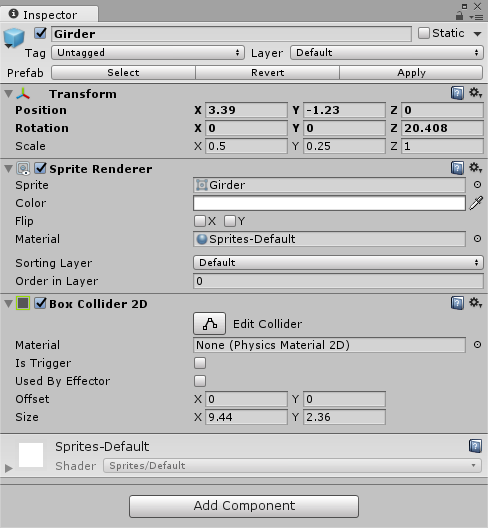 Inspector
Girder Static
Tag Untagged Layer Default
Prefab Select Revert Apply
Transform
Position X 3.39 Y -1.23 Z 0
Rotation X 0 Y 0 Z 20.408
Scale X 0.5 Y 0.25 Z 1
Sprite Renderer
Sprite Girder
Color
Flip X Y
Material Sprites-Default
Sorting Layer Default
Order in Layer 0
Box Collider 2D
Edit Collider
Material None (Physics Material 2D)
Is Trigger
Used By Effector
Offset X 0 Y 0
Size X 9.44 Y 2.36
Sprites-Default
Shader Sprites/Default
Add Component